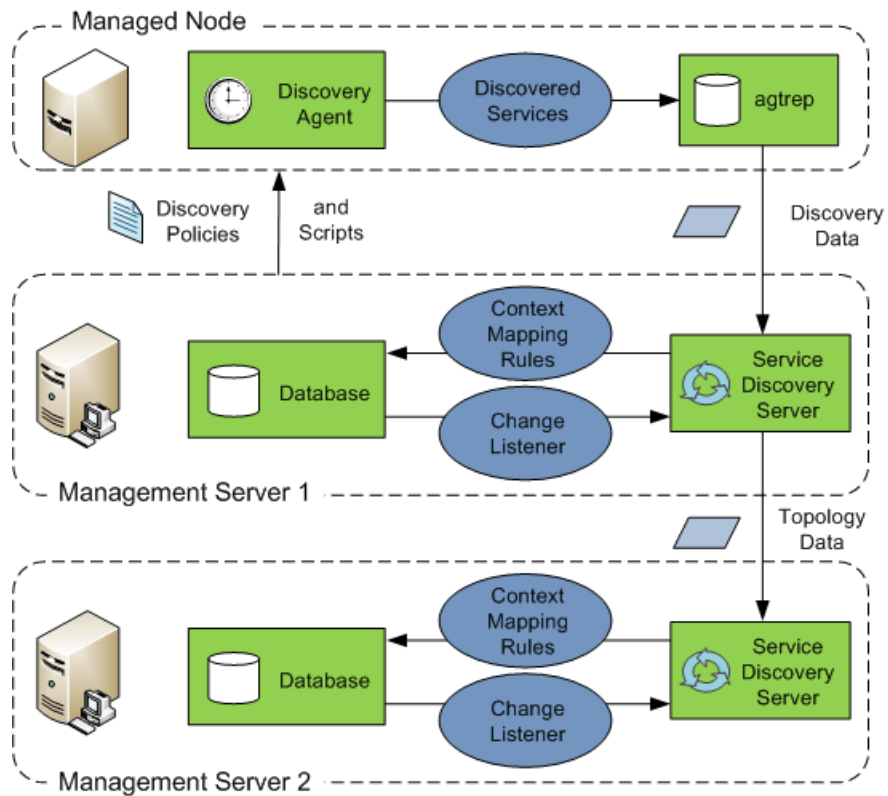 Managed Node
Discovery
Agent
Discovered
Services
agtrep
Discovery
Policies
and
Scripts
Discovery
Data
Context
Mapping
Rules
Database
Service
Discovery
Server
Change
Listener
Management Server 1
Topology
Data
Context
Mapping
Rules
Database
Service
Discovery
Server
Change
Listener
Management Server 2